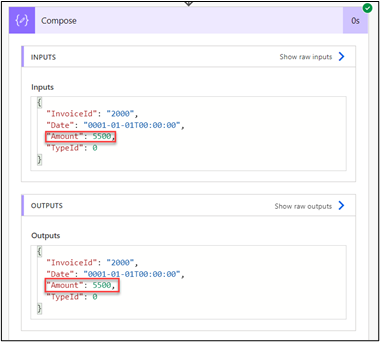 Compose
0s
INPUTS
Show raw inputs
Inputs
{
"InvoiceId": "2000",
"Date": "0001-01-01T00:00:00",
"Amount": 5500,
"TypeId": 0
}
OUTPUTS
Show raw outputs
Outputs
{
"InvoiceId": "2000",
"Date": "0001-01-01T00:00:00",
"Amount": 5500,
"TypeId": 0
}